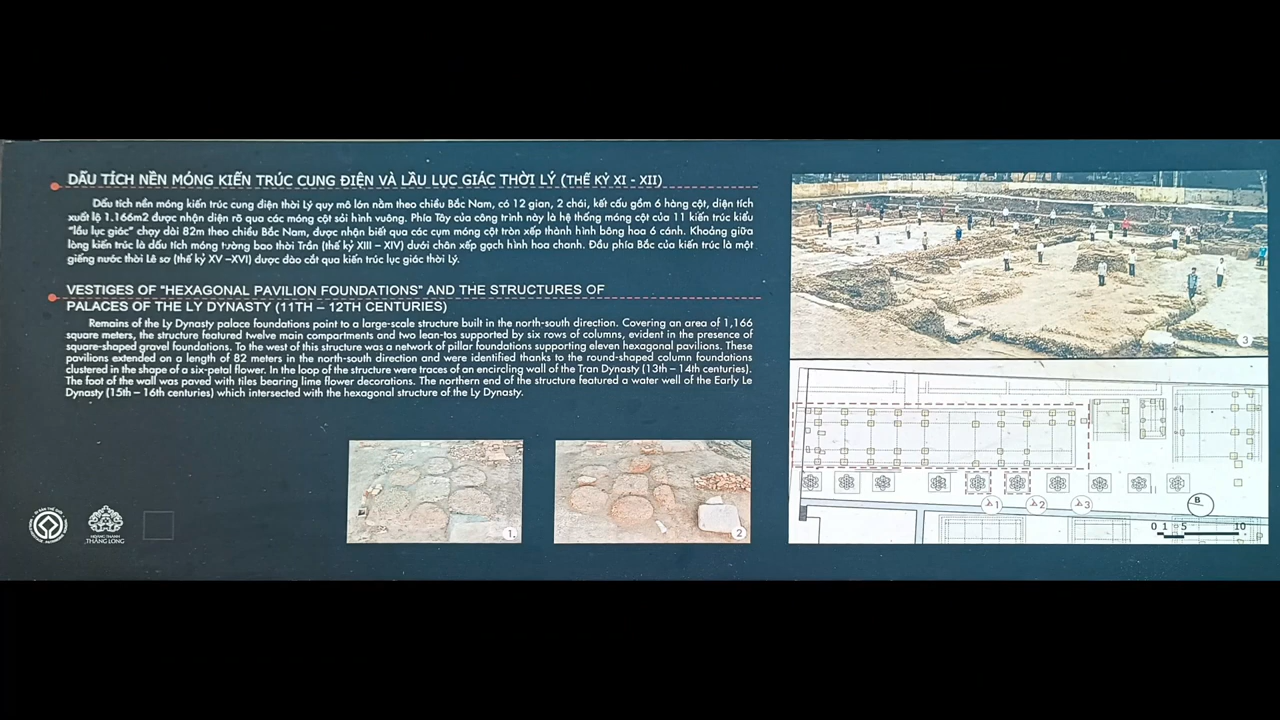 DẤU TÍCH NỀN MÓNG KIẾN TRÚC CUNG ĐIỆN VÀ LẦU LỤC GIÁC THỜI LÝ (THẾ KỶ XI - XII)
Dấu tích nền móng kiến trúc cung điện thời Lý quy mô lớn nằm theo chiều Bắc Nam, có 12 gian, 2 chái, kết cấu gồm 6 hàng cột, diện tích
xuất lộ 1.166m2 được nhận diện rõ qua các móng cột sỏi hình vuông. Phía Tây của công trình này là hệ thống móng cột của 11 kiến trúc kiểu
"lầu lục giác" chạy dài 82m theo chiều Bắc Nam, được nhận biết qua các cụm móng cột tròn xếp thành hình bông hoa 6 cánh. Khoảng giữa
lòng kiến trúc là dấu tích móng tường bao thời Trần (thế kỷ XIII – XIV) dưới chân xếp gạch hình hoa chanh. Đầu phía Bắc của kiến trúc là một
giếng nước thời Lê sơ (thế kỷ XV –XVI) được đào cắt qua kiến trúc lục giác thời Lý.
VESTIGES OF "HEXAGONAL PAVILION FOUNDATIONS" AND THE STRUCTURES OF
PALACES OF THE LY DYNASTY (11TH – 12TH CENTURIES)
Remains of the Ly Dynasty palace foundations point to a large-scale structure built in the north-south direction. Covering an area of 1,166
square meters, the structure featured twelve main compartments and two lean-tos supported by six rows of columns, evident in the presence of
square-shaped gravel foundations. To the west of this structure was a network of pillar foundations supporting eleven hexagonal pavilions. These
pavilions extended on a length of 82 meters in the north-south direction and were identified thanks to the round-shaped column foundations
clustered in the shape of a six-petal flower. In the loop of the structure were traces of an encircling wall of the Tran Dynasty (13th – 14th centuries).
The foot of the wall was paved with tiles bearing lime flower decorations. The northern end of the structure featured a water well of the Early Le
Dynasty (15th – 16th centuries) which intersected with the hexagonal structure of the Ly Dynasty.
HOÀNG THÀNH
THĂNG LONG
1
2
3
1 2 3
B
0 1 5 10